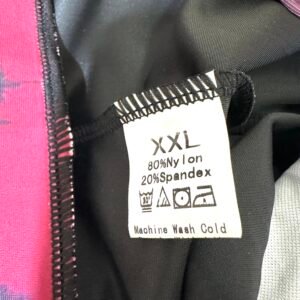 XXL
80%Nylon
20%Spandex
Machine Wash Cold